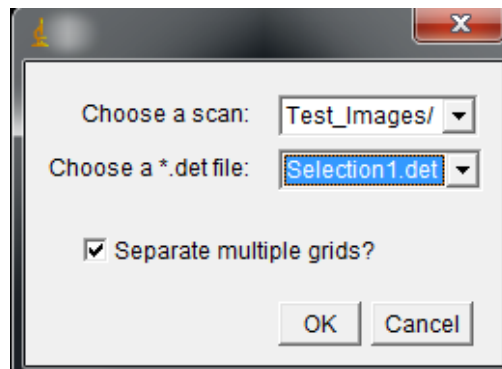 Choose a scan: Test_Images/
Choose a *.det file: Selection1.det
Separate multiple grids?
OK Cancel